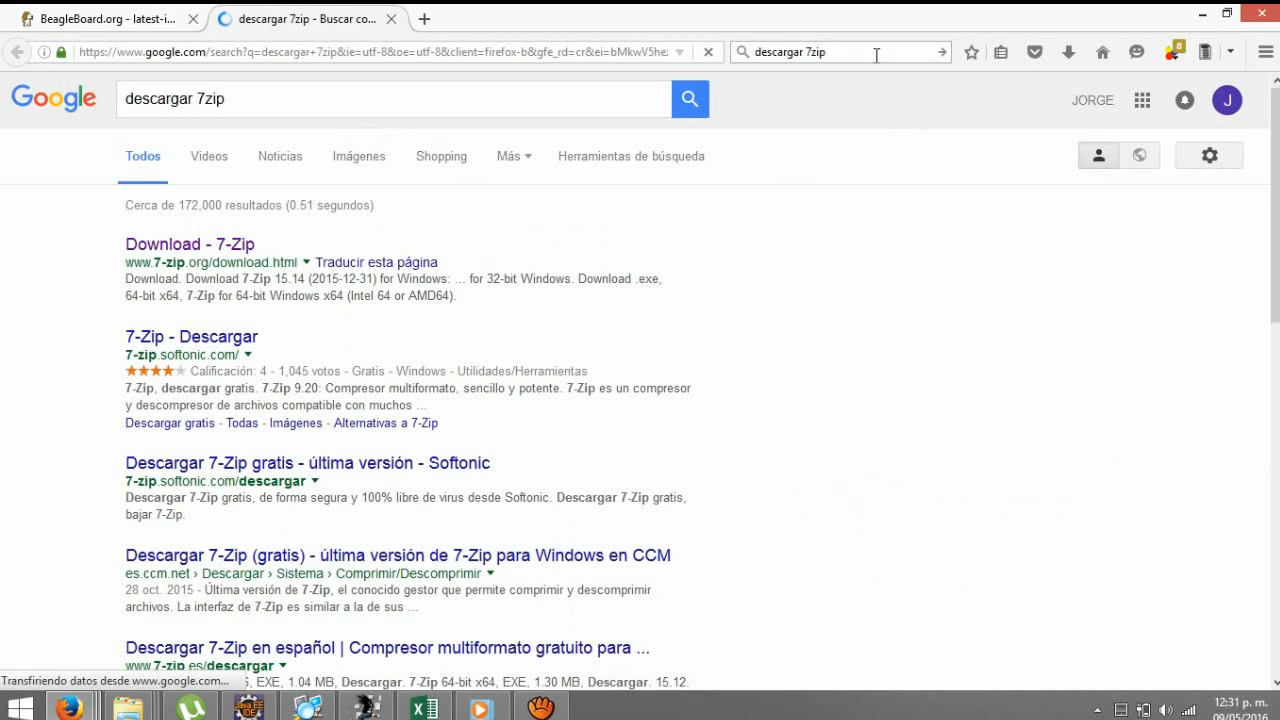 BeagleBoard.org - latest-i...
descargar 7zip - Buscar co...
https://www.google.com/search?q=descargar+7zip&ie=utf-8&oe=utf-8&client=firefox-b&gfe_rd=cr&ei=bMkwV5he:
descargar 7zip
8
Google
descargar 7zip
JORGE
J
Todos
Videos
Noticias
Imágenes
Shopping
Más
Herramientas de búsqueda
Cerca de 172,000 resultados (0.51 segundos)
Download - 7-Zip
www.7-zip.org/download.html Traducir esta página
Download. Download 7-Zip 15.14 (2015-12-31) for Windows: ... for 32-bit Windows. Download .exe,
64-bit x64, 7-Zip for 64-bit Windows x64 (Intel 64 or AMD64).
7-Zip - Descargar
7-zip.softonic.com/
Calificación: 4 - 1,045 votos - Gratis - Windows - Utilidades/Herramientas
7-Zip, descargar gratis. 7-Zip 9.20: Compresor multiformato, sencillo y potente. 7-Zip es un compresor
y descompresor de archivos compatible con muchos ...
Descargar gratis - Todas - Imágenes - Alternativas a 7-Zip
Descargar 7-Zip gratis - última versión - Softonic
7-zip.softonic.com/descargar
Descargar 7-Zip gratis, de forma segura y 100% libre de virus desde Softonic. Descargar 7-Zip gratis,
bajar 7-Zip.
Descargar 7-Zip (gratis) - última versión de 7-Zip para Windows en CCM
es.ccm.net › Descargar › Sistema › Comprimir/Descomprimir
28 oct. 2015 - Última versión de 7-Zip, el conocido gestor que permite comprimir y descomprimir
archivos. La interfaz de 7-Zip es similar a la de sus ...
Descargar 7-Zip en español | Compresor multiformato gratuito para ...
www.7-zip.es/descargar
Transfiriendo datos desde www.google.com...
S, EXE, 1.04 MB, Descargar. 7-Zip 64-bit x64, EXE, 1.30 MB, Descargar. 15.12.
Java EE
IDE
12:31 p. m.
09/05/2016